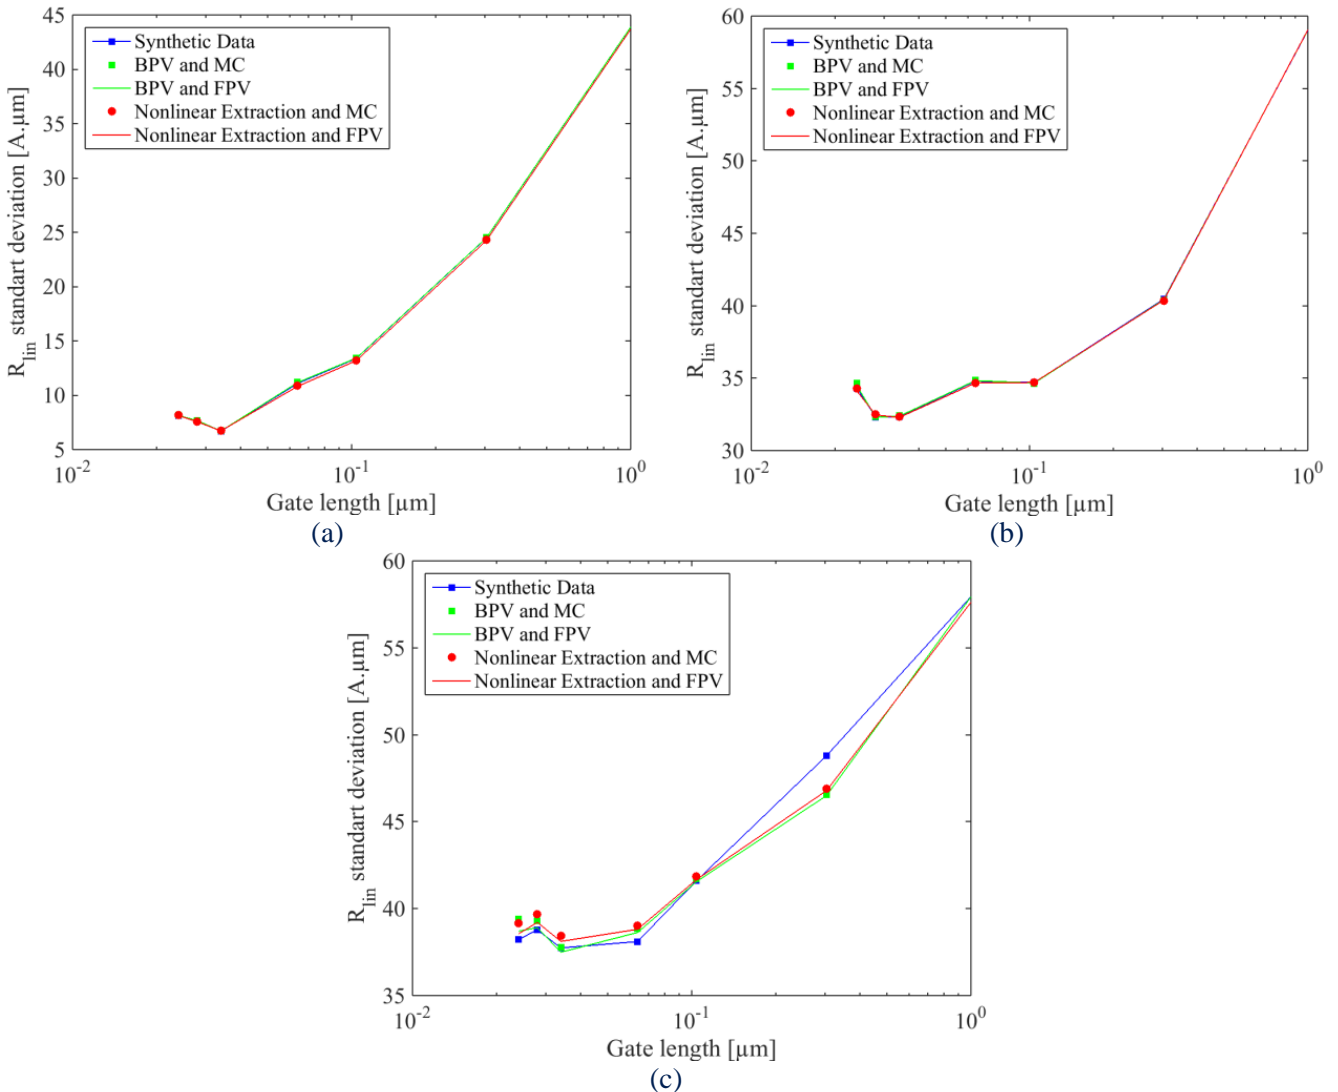 45
40
35
30
25
20
15
10
5
R_lin standart deviation [A.µm]
Synthetic Data
BPV and MC
BPV and FPV
Nonlinear Extraction and MC
Nonlinear Extraction and FPV
10^-2
10^-1
10^0
Gate length [µm]
(a)
60
55
50
45
40
35
30
R_lin standart deviation [A.µm]
Synthetic Data
BPV and MC
BPV and FPV
Nonlinear Extraction and MC
Nonlinear Extraction and FPV
10^-2
10^-1
10^0
Gate length [µm]
(b)
60
55
50
45
40
35
R_lin standart deviation [A.µm]
Synthetic Data
BPV and MC
BPV and FPV
Nonlinear Extraction and MC
Nonlinear Extraction and FPV
10^-2
10^-1
10^0
Gate length [µm]
(c)